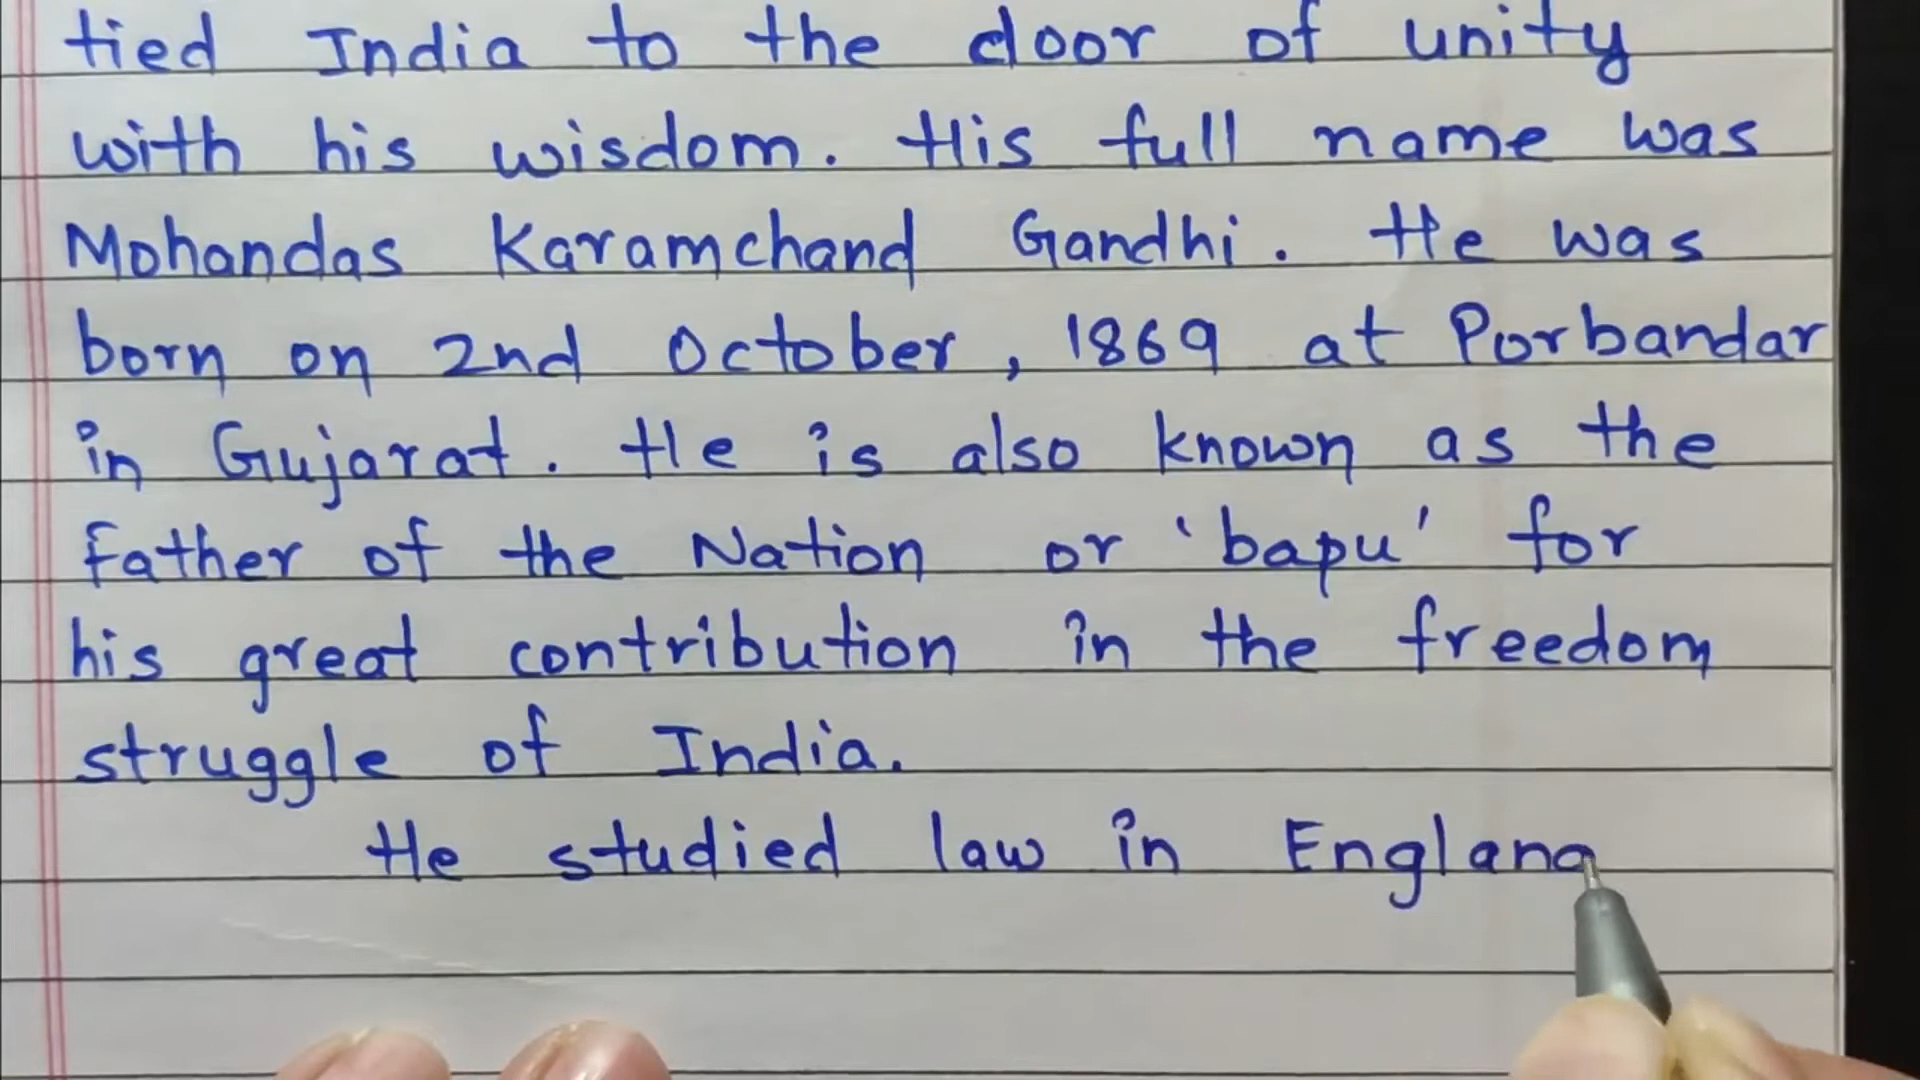 tied India to the door of unity
with his wisdom. His full name was
Mohandas Karamchand Gandhi. He was
born on 2nd October, 1869 at Porbandar
in Gujarat. He is also known as the
Father of the Nation or 'bapu' for
his great contribution in the freedom
struggle of India.
He studied law in Englan